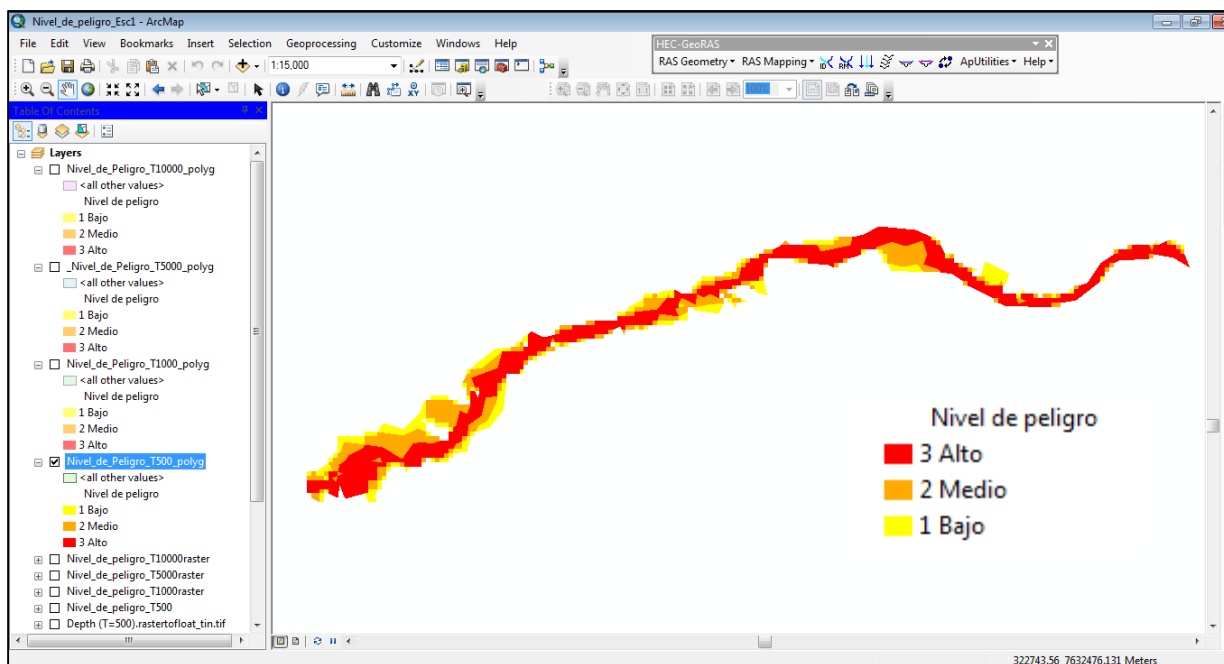 Nivel_de_peligro_Esc1 - ArcMap
File Edit View Bookmarks Insert Selection Geoprocessing Customize Windows Help
1:15,000
HEC-GeoRAS
RAS Geometry RAS Mapping ApUtilities Help
100%
Table Of Contents
Layers
Nivel_de_Peligro_T10000_polyg
<all other values>
Nivel de peligro
1 Bajo
2 Medio
3 Alto
_Nivel_de_Peligro_T5000_polyg
<all other values>
Nivel de peligro
1 Bajo
2 Medio
3 Alto
Nivel_de_Peligro_T1000_polyg
<all other values>
Nivel de peligro
1 Bajo
2 Medio
3 Alto
Nivel_de_Peligro_T500_polyg
<all other values>
Nivel de peligro
1 Bajo
2 Medio
3 Alto
Nivel_de_peligro_T10000raster
Nivel_de_peligro_T5000raster
Nivel_de_peligro_T1000raster
Nivel_de_peligro_T500
Depth (T=500).rastertofloat_tin.tif
Nivel de peligro
3 Alto
2 Medio
1 Bajo
322743,56 7632476,131 Meters